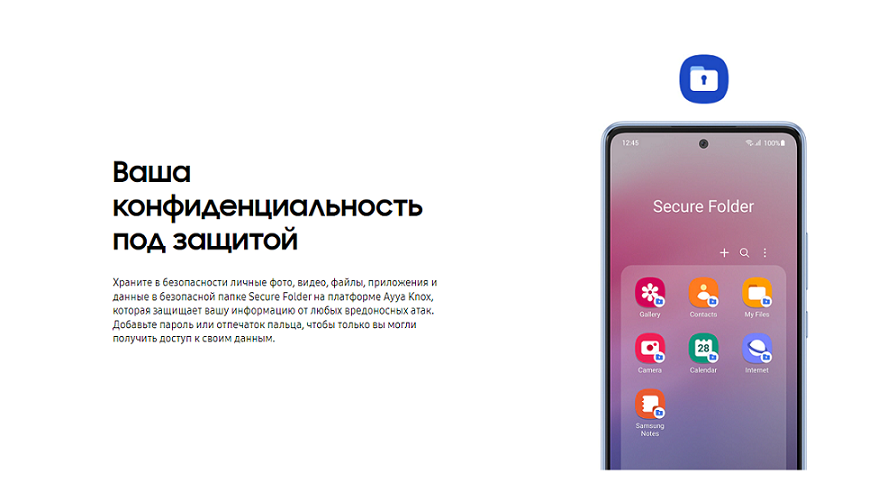 Ваша
конфиденциальность
под защитой
Храните в безопасности личные фото, видео, файлы, приложения и
данные в безопасной папке Secure Folder на платформе Ayya Knox,
которая защищает вашу информацию от любых вредоносных атак.
Добавьте пароль или отпечаток пальца, чтобы только вы могли
получить доступ к своим данным.
12:45
100%
Secure Folder
Gallery
Contacts
My Files
28
Camera
Calendar
Internet
Samsung
Notes